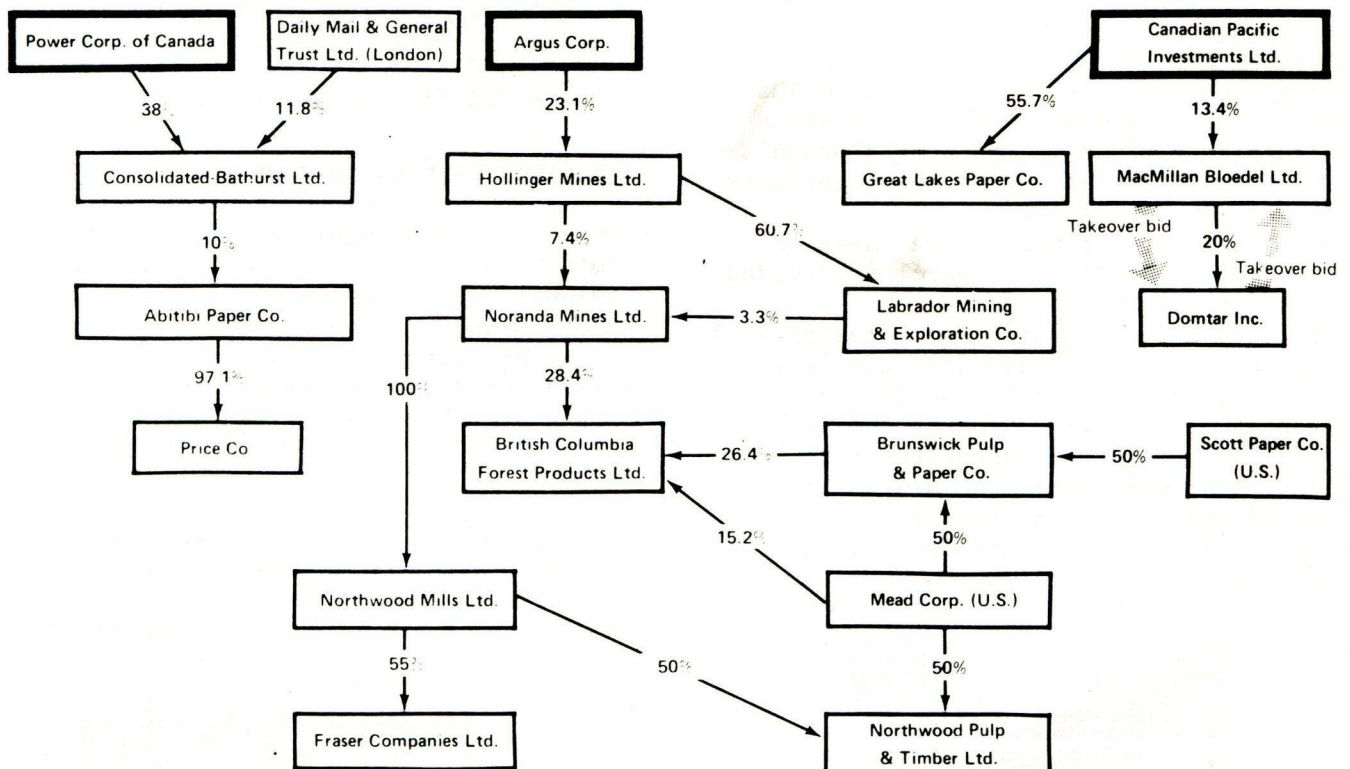 Power Corp. of Canada
Daily Mail & General
Trust Ltd. (London)
Argus Corp.
Canadian Pacific
Investments Ltd.
38%
11.8%
23.1%
55.7%
13.4%
Consolidated-Bathurst Ltd.
Hollinger Mines Ltd.
Great Lakes Paper Co.
MacMillan Bloedel Ltd.
10%
7.4%
60.7%
Takeover bid
20%
Takeover bid
Abitibi Paper Co.
Noranda Mines Ltd.
3.3%
Labrador Mining
& Exploration Co.
Domtar Inc.
97.1%
100%
28.4%
Price Co
British Columbia
Forest Products Ltd.
26.4%
Brunswick Pulp
& Paper Co.
50%
Scott Paper Co.
(U.S.)
15.2%
50%
Northwood Mills Ltd.
Mead Corp. (U.S.)
55%
50%
50%
Fraser Companies Ltd.
Northwood Pulp
& Timber Ltd.